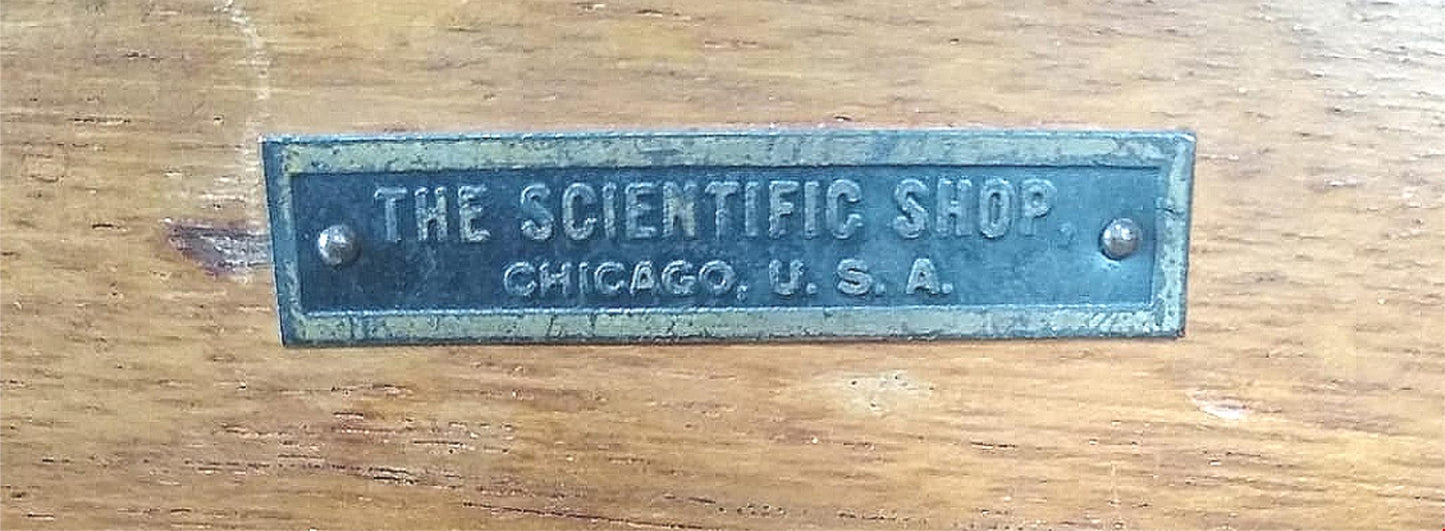 THE SCIENTIFIC SHOP.
CHICAGO, U. S. A.